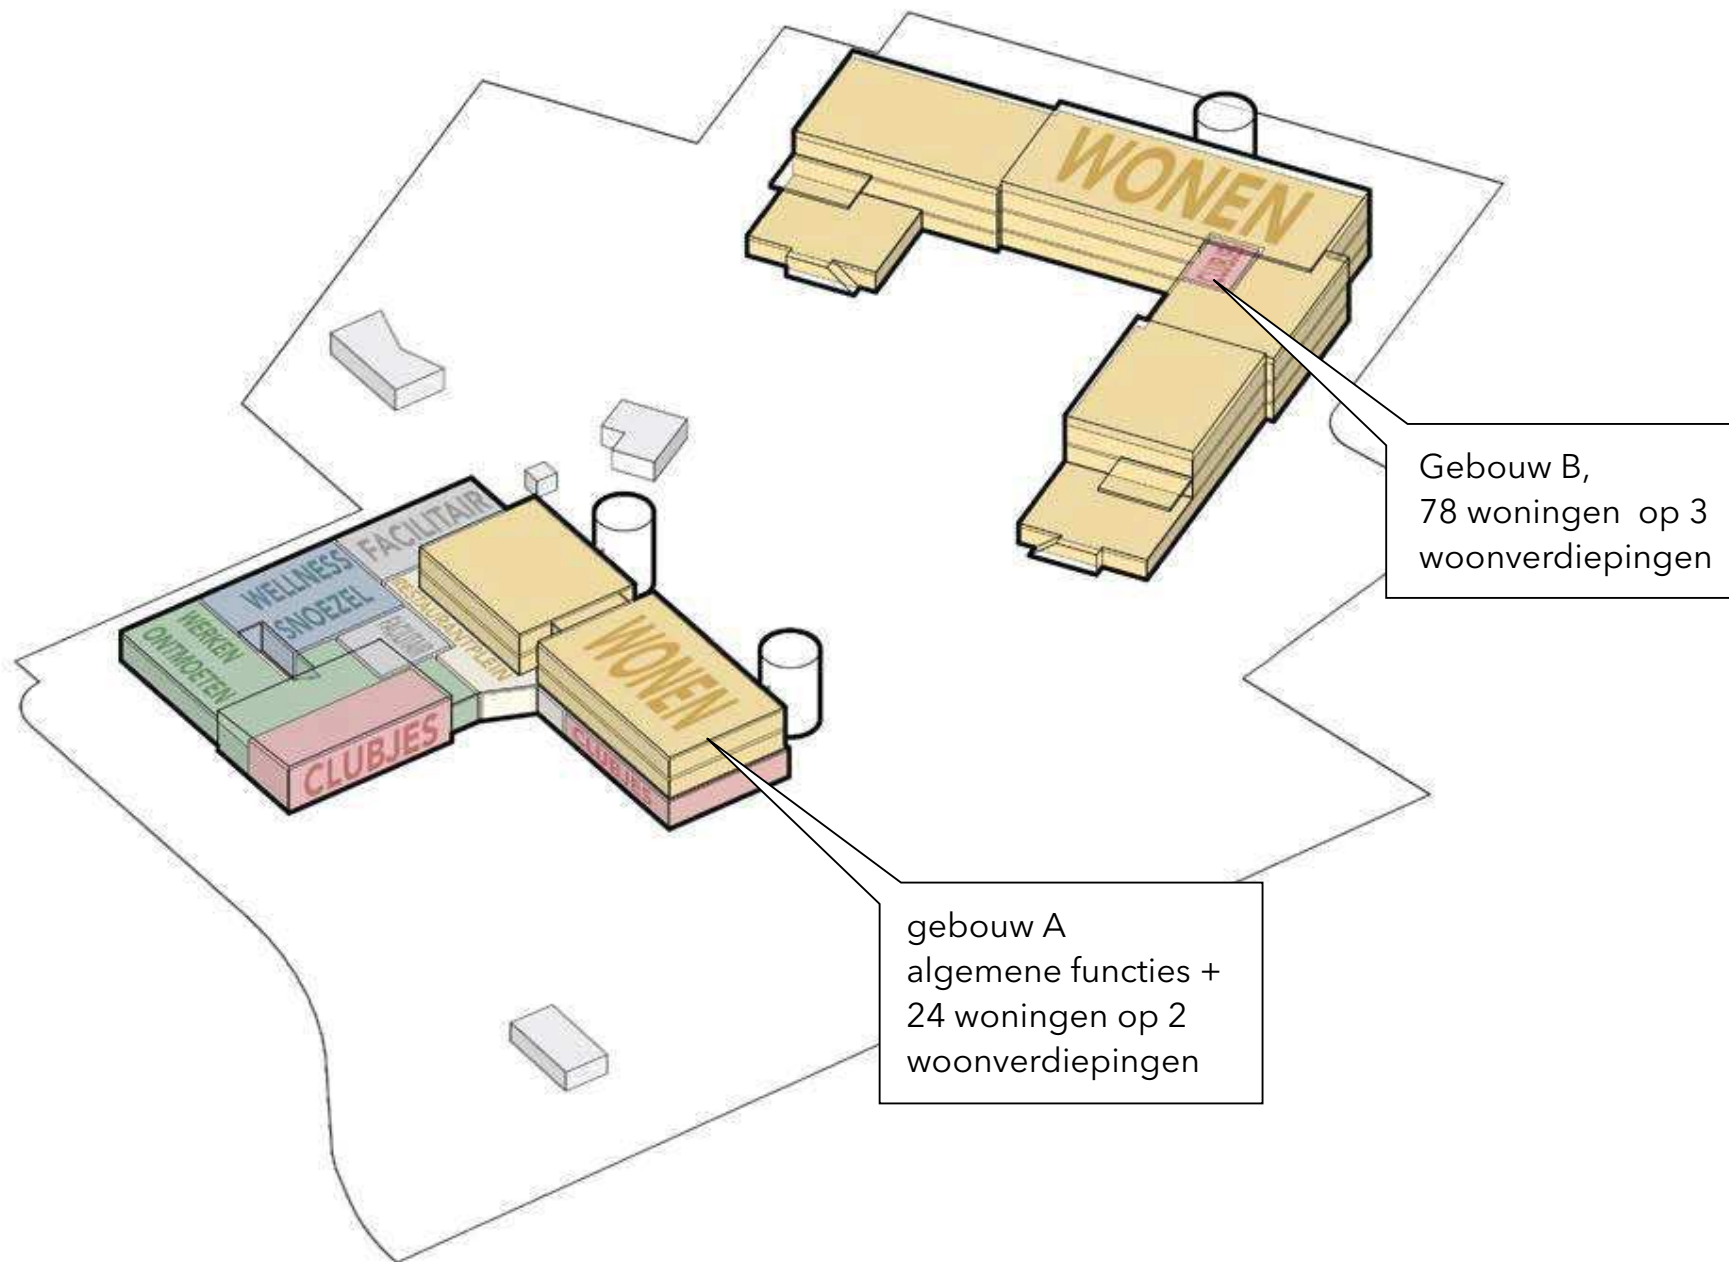 WONEN
Gebouw B,
78 woningen op 3
woonverdiepingen
FACILITAIR
WELLNESS
SNOEZEL
WERKEN
ONTMOETEN
RESTAURANTPLEIN
FACILITAIR
WONEN
CLUBJES
CLUBJES
gebouw A
algemene functies +
24 woningen op 2
woonverdiepingen